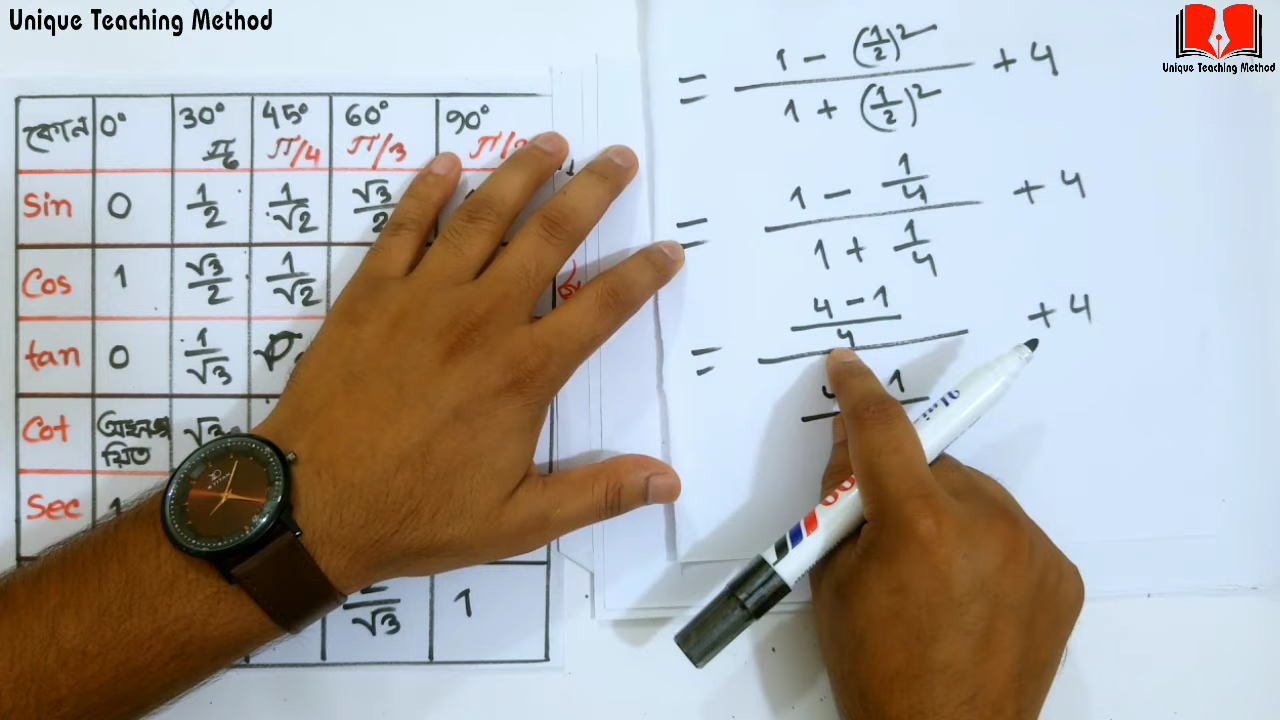 Unique Teaching Method
Unique Teaching Method
কোন 0° 30° 45° 60° 90°
π/6 π/4 π/3 π/2
Sin 0 1/2 1/√2 √3/2
Cos 1 √3/2 1/√2
tan 0 1/√3
Cot √3
Sec 1
/√3 1
= (1 - (1/2)²) / (1 + (1/2)²) + 4
= (1 - 1/4) / (1 + 1/4) + 4
= ((4 - 1)/4) / ( 1 ) + 4